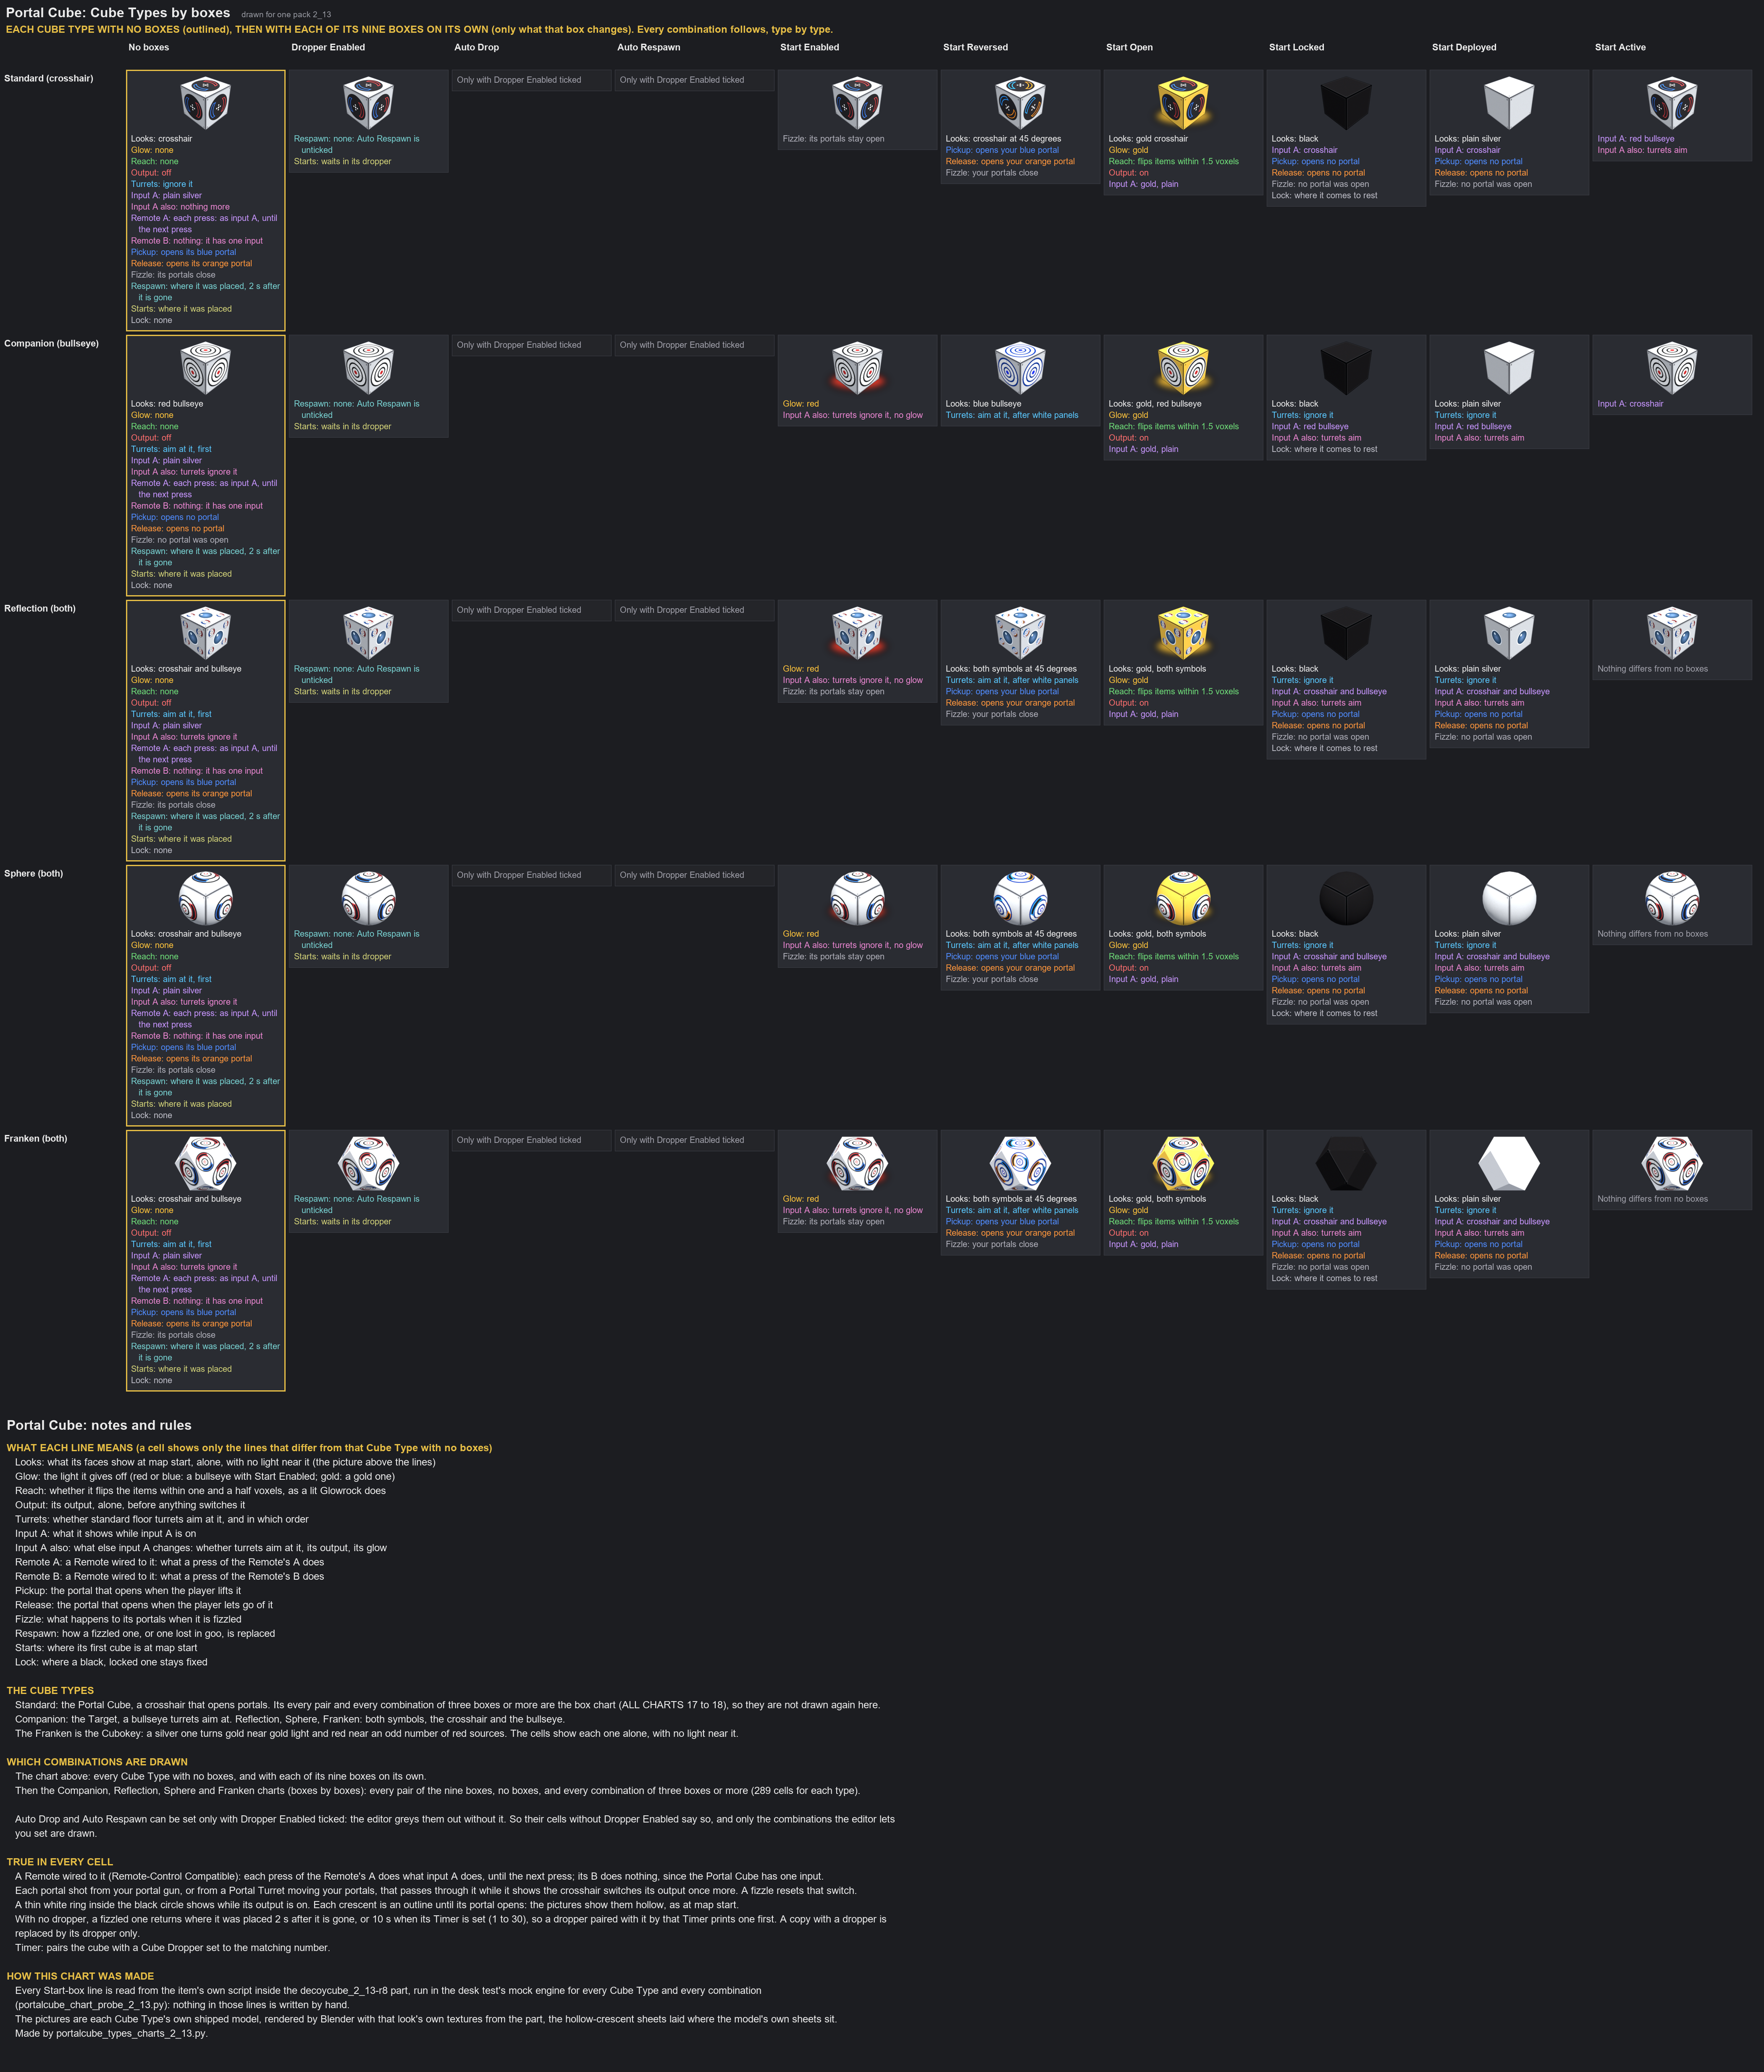 Portal Cube: Cube Types by boxes drawn for one pack 2_13
EACH CUBE TYPE WITH NO BOXES (outlined), THEN WITH EACH OF ITS NINE BOXES ON ITS OWN (only what that box changes). Every combination follows, type by type.
No boxes Dropper Enabled Auto Drop Auto Respawn Start Enabled Start Reversed Start Open Start Locked Start Deployed Start Active
Standard (crosshair)
Looks: crosshair
Glow: none
Reach: none
Output: off
Turrets: ignore it
Input A: plain silver
Input A also: nothing more
Remote A: each press: as input A, until
the next press
Remote B: nothing: it has one input
Pickup: opens its blue portal
Release: opens its orange portal
Fizzle: its portals close
Respawn: where it was placed, 2 s after
it is gone
Starts: where it was placed
Lock: none
Respawn: none: Auto Respawn is
unticked
Starts: waits in its dropper
Only with Dropper Enabled ticked
Only with Dropper Enabled ticked
Fizzle: its portals stay open
Looks: crosshair at 45 degrees
Pickup: opens your blue portal
Release: opens your orange portal
Fizzle: your portals close
Looks: gold crosshair
Glow: gold
Reach: flips items within 1.5 voxels
Output: on
Input A: gold, plain
Looks: black
Input A: crosshair
Pickup: opens no portal
Release: opens no portal
Fizzle: no portal was open
Lock: where it comes to rest
Looks: plain silver
Input A: crosshair
Pickup: opens no portal
Release: opens no portal
Fizzle: no portal was open
Input A: red bullseye
Input A also: turrets aim
Companion (bullseye)
Looks: red bullseye
Glow: none
Reach: none
Output: off
Turrets: aim at it, first
Input A: plain silver
Input A also: turrets ignore it
Remote A: each press: as input A, until
the next press
Remote B: nothing: it has one input
Pickup: opens no portal
Release: opens no portal
Fizzle: no portal was open
Respawn: where it was placed, 2 s after
it is gone
Starts: where it was placed
Lock: none
Respawn: none: Auto Respawn is
unticked
Starts: waits in its dropper
Only with Dropper Enabled ticked
Only with Dropper Enabled ticked
Glow: red
Input A also: turrets ignore it, no glow
Looks: blue bullseye
Turrets: aim at it, after white panels
Looks: gold, red bullseye
Glow: gold
Reach: flips items within 1.5 voxels
Output: on
Input A: gold, plain
Looks: black
Turrets: ignore it
Input A: red bullseye
Input A also: turrets aim
Lock: where it comes to rest
Looks: plain silver
Turrets: ignore it
Input A: red bullseye
Input A also: turrets aim
Input A: crosshair
Reflection (both)
Looks: crosshair and bullseye
Glow: none
Reach: none
Output: off
Turrets: aim at it, first
Input A: plain silver
Input A also: turrets ignore it
Remote A: each press: as input A, until
the next press
Remote B: nothing: it has one input
Pickup: opens its blue portal
Release: opens its orange portal
Fizzle: its portals close
Respawn: where it was placed, 2 s after
it is gone
Starts: where it was placed
Lock: none
Respawn: none: Auto Respawn is
unticked
Starts: waits in its dropper
Only with Dropper Enabled ticked
Only with Dropper Enabled ticked
Glow: red
Input A also: turrets ignore it, no glow
Fizzle: its portals stay open
Looks: both symbols at 45 degrees
Turrets: aim at it, after white panels
Pickup: opens your blue portal
Release: opens your orange portal
Fizzle: your portals close
Looks: gold, both symbols
Glow: gold
Reach: flips items within 1.5 voxels
Output: on
Input A: gold, plain
Looks: black
Turrets: ignore it
Input A: crosshair and bullseye
Input A also: turrets aim
Pickup: opens no portal
Release: opens no portal
Fizzle: no portal was open
Lock: where it comes to rest
Looks: plain silver
Turrets: ignore it
Input A: crosshair and bullseye
Input A also: turrets aim
Pickup: opens no portal
Release: opens no portal
Fizzle: no portal was open
Nothing differs from no boxes
Sphere (both)
Looks: crosshair and bullseye
Glow: none
Reach: none
Output: off
Turrets: aim at it, first
Input A: plain silver
Input A also: turrets ignore it
Remote A: each press: as input A, until
the next press
Remote B: nothing: it has one input
Pickup: opens its blue portal
Release: opens its orange portal
Fizzle: its portals close
Respawn: where it was placed, 2 s after
it is gone
Starts: where it was placed
Lock: none
Respawn: none: Auto Respawn is
unticked
Starts: waits in its dropper
Only with Dropper Enabled ticked
Only with Dropper Enabled ticked
Glow: red
Input A also: turrets ignore it, no glow
Fizzle: its portals stay open
Looks: both symbols at 45 degrees
Turrets: aim at it, after white panels
Pickup: opens your blue portal
Release: opens your orange portal
Fizzle: your portals close
Looks: gold, both symbols
Glow: gold
Reach: flips items within 1.5 voxels
Output: on
Input A: gold, plain
Looks: black
Turrets: ignore it
Input A: crosshair and bullseye
Input A also: turrets aim
Pickup: opens no portal
Release: opens no portal
Fizzle: no portal was open
Lock: where it comes to rest
Looks: plain silver
Turrets: ignore it
Input A: crosshair and bullseye
Input A also: turrets aim
Pickup: opens no portal
Release: opens no portal
Fizzle: no portal was open
Nothing differs from no boxes
Franken (both)
Looks: crosshair and bullseye
Glow: none
Reach: none
Output: off
Turrets: aim at it, first
Input A: plain silver
Input A also: turrets ignore it
Remote A: each press: as input A, until
the next press
Remote B: nothing: it has one input
Pickup: opens its blue portal
Release: opens its orange portal
Fizzle: its portals close
Respawn: where it was placed, 2 s after
it is gone
Starts: where it was placed
Lock: none
Respawn: none: Auto Respawn is
unticked
Starts: waits in its dropper
Only with Dropper Enabled ticked
Only with Dropper Enabled ticked
Glow: red
Input A also: turrets ignore it, no glow
Fizzle: its portals stay open
Looks: both symbols at 45 degrees
Turrets: aim at it, after white panels
Pickup: opens your blue portal
Release: opens your orange portal
Fizzle: your portals close
Looks: gold, both symbols
Glow: gold
Reach: flips items within 1.5 voxels
Output: on
Input A: gold, plain
Looks: black
Turrets: ignore it
Input A: crosshair and bullseye
Input A also: turrets aim
Pickup: opens no portal
Release: opens no portal
Fizzle: no portal was open
Lock: where it comes to rest
Looks: plain silver
Turrets: ignore it
Input A: crosshair and bullseye
Input A also: turrets aim
Pickup: opens no portal
Release: opens no portal
Fizzle: no portal was open
Nothing differs from no boxes
Portal Cube: notes and rules
WHAT EACH LINE MEANS (a cell shows only the lines that differ from that Cube Type with no boxes)
Looks: what its faces show at map start, alone, with no light near it (the picture above the lines)
Glow: the light it gives off (red or blue: a bullseye with Start Enabled; gold: a gold one)
Reach: whether it flips the items within one and a half voxels, as a lit Glowrock does
Output: its output, alone, before anything switches it
Turrets: whether standard floor turrets aim at it, and in which order
Input A: what it shows while input A is on
Input A also: what else input A changes: whether turrets aim at it, its output, its glow
Remote A: a Remote wired to it: what a press of the Remote's A does
Remote B: a Remote wired to it: what a press of the Remote's B does
Pickup: the portal that opens when the player lifts it
Release: the portal that opens when the player lets go of it
Fizzle: what happens to its portals when it is fizzled
Respawn: how a fizzled one, or one lost in goo, is replaced
Starts: where its first cube is at map start
Lock: where a black, locked one stays fixed
THE CUBE TYPES
Standard: the Portal Cube, a crosshair that opens portals. Its every pair and every combination of three boxes or more are the box chart (ALL CHARTS 17 to 18), so they are not drawn again here.
Companion: the Target, a bullseye turrets aim at. Reflection, Sphere, Franken: both symbols, the crosshair and the bullseye.
The Franken is the Cubokey: a silver one turns gold near gold light and red near an odd number of red sources. The cells show each one alone, with no light near it.
WHICH COMBINATIONS ARE DRAWN
The chart above: every Cube Type with no boxes, and with each of its nine boxes on its own.
Then the Companion, Reflection, Sphere and Franken charts (boxes by boxes): every pair of the nine boxes, no boxes, and every combination of three boxes or more (289 cells for each type).
Auto Drop and Auto Respawn can be set only with Dropper Enabled ticked: the editor greys them out without it. So their cells without Dropper Enabled say so, and only the combinations the editor lets
you set are drawn.
TRUE IN EVERY CELL
A Remote wired to it (Remote-Control Compatible): each press of the Remote's A does what input A does, until the next press; its B does nothing, since the Portal Cube has one input.
Each portal shot from your portal gun, or from a Portal Turret moving your portals, that passes through it while it shows the crosshair switches its output once more. A fizzle resets that switch.
A thin white ring inside the black circle shows while its output is on. Each crescent is an outline until its portal opens: the pictures show them hollow, as at map start.
With no dropper, a fizzled one returns where it was placed 2 s after it is gone, or 10 s when its Timer is set (1 to 30), so a dropper paired with it by that Timer prints one first. A copy with a dropper is
replaced by its dropper only.
Timer: pairs the cube with a Cube Dropper set to the matching number.
HOW THIS CHART WAS MADE
Every Start-box line is read from the item's own script inside the decoycube_2_13-r8 part, run in the desk test's mock engine for every Cube Type and every combination
(portalcube_chart_probe_2_13.py): nothing in those lines is written by hand.
The pictures are each Cube Type's own shipped model, rendered by Blender with that look's own textures from the part, the hollow-crescent sheets laid where the model's own sheets sit.
Made by portalcube_types_charts_2_13.py.